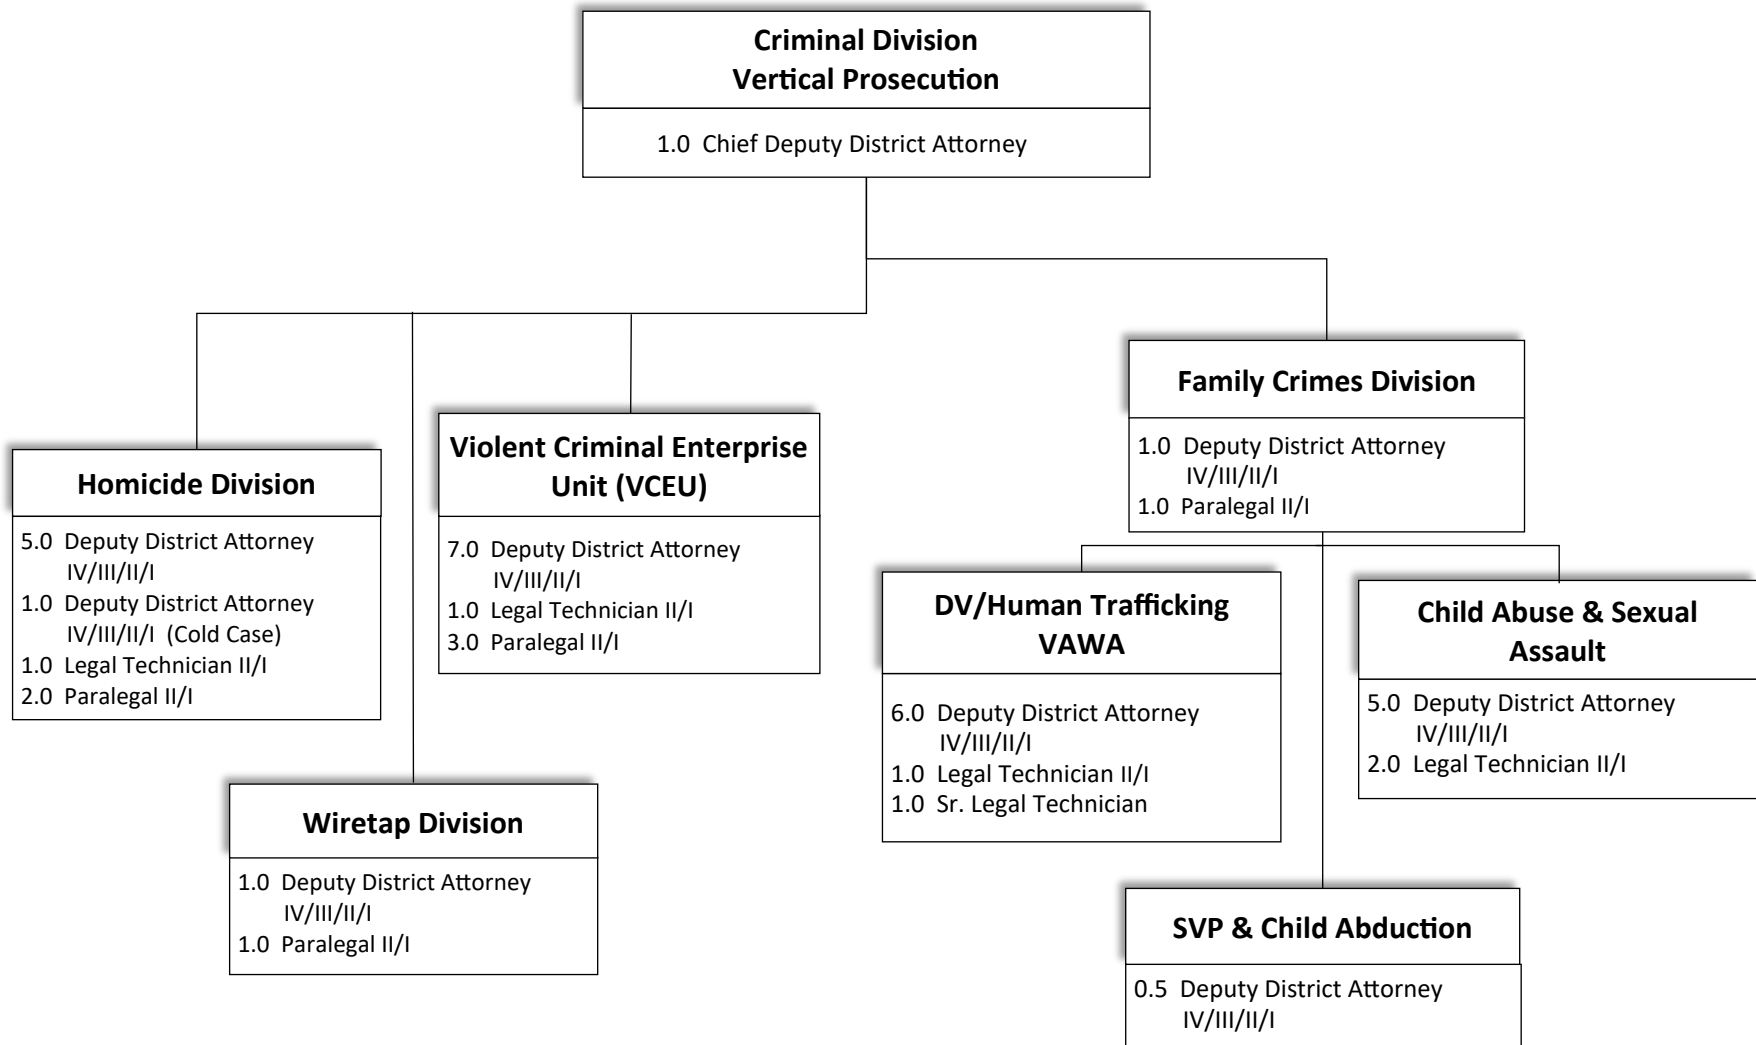 Criminal Division
Vertical Prosecution
1.0 Chief Deputy District Attorney
Family Crimes Division
1.0 Deputy District Attorney
IV/III/II/I
1.0 Paralegal II/I
Violent Criminal Enterprise
Unit (VCEU)
7.0 Deputy District Attorney
IV/III/II/I
1.0 Legal Technician II/I
3.0 Paralegal II/I
Homicide Division
5.0 Deputy District Attorney
IV/III/II/I
1.0 Deputy District Attorney
IV/III/II/I (Cold Case)
1.0 Legal Technician II/I
2.0 Paralegal II/I
DV/Human Trafficking
VAWA
6.0 Deputy District Attorney
IV/III/II/I
1.0 Legal Technician II/I
1.0 Sr. Legal Technician
Child Abuse & Sexual
Assault
5.0 Deputy District Attorney
IV/III/II/I
2.0 Legal Technician II/I
Wiretap Division
1.0 Deputy District Attorney
IV/III/II/I
1.0 Paralegal II/I
SVP & Child Abduction
0.5 Deputy District Attorney
IV/III/II/I